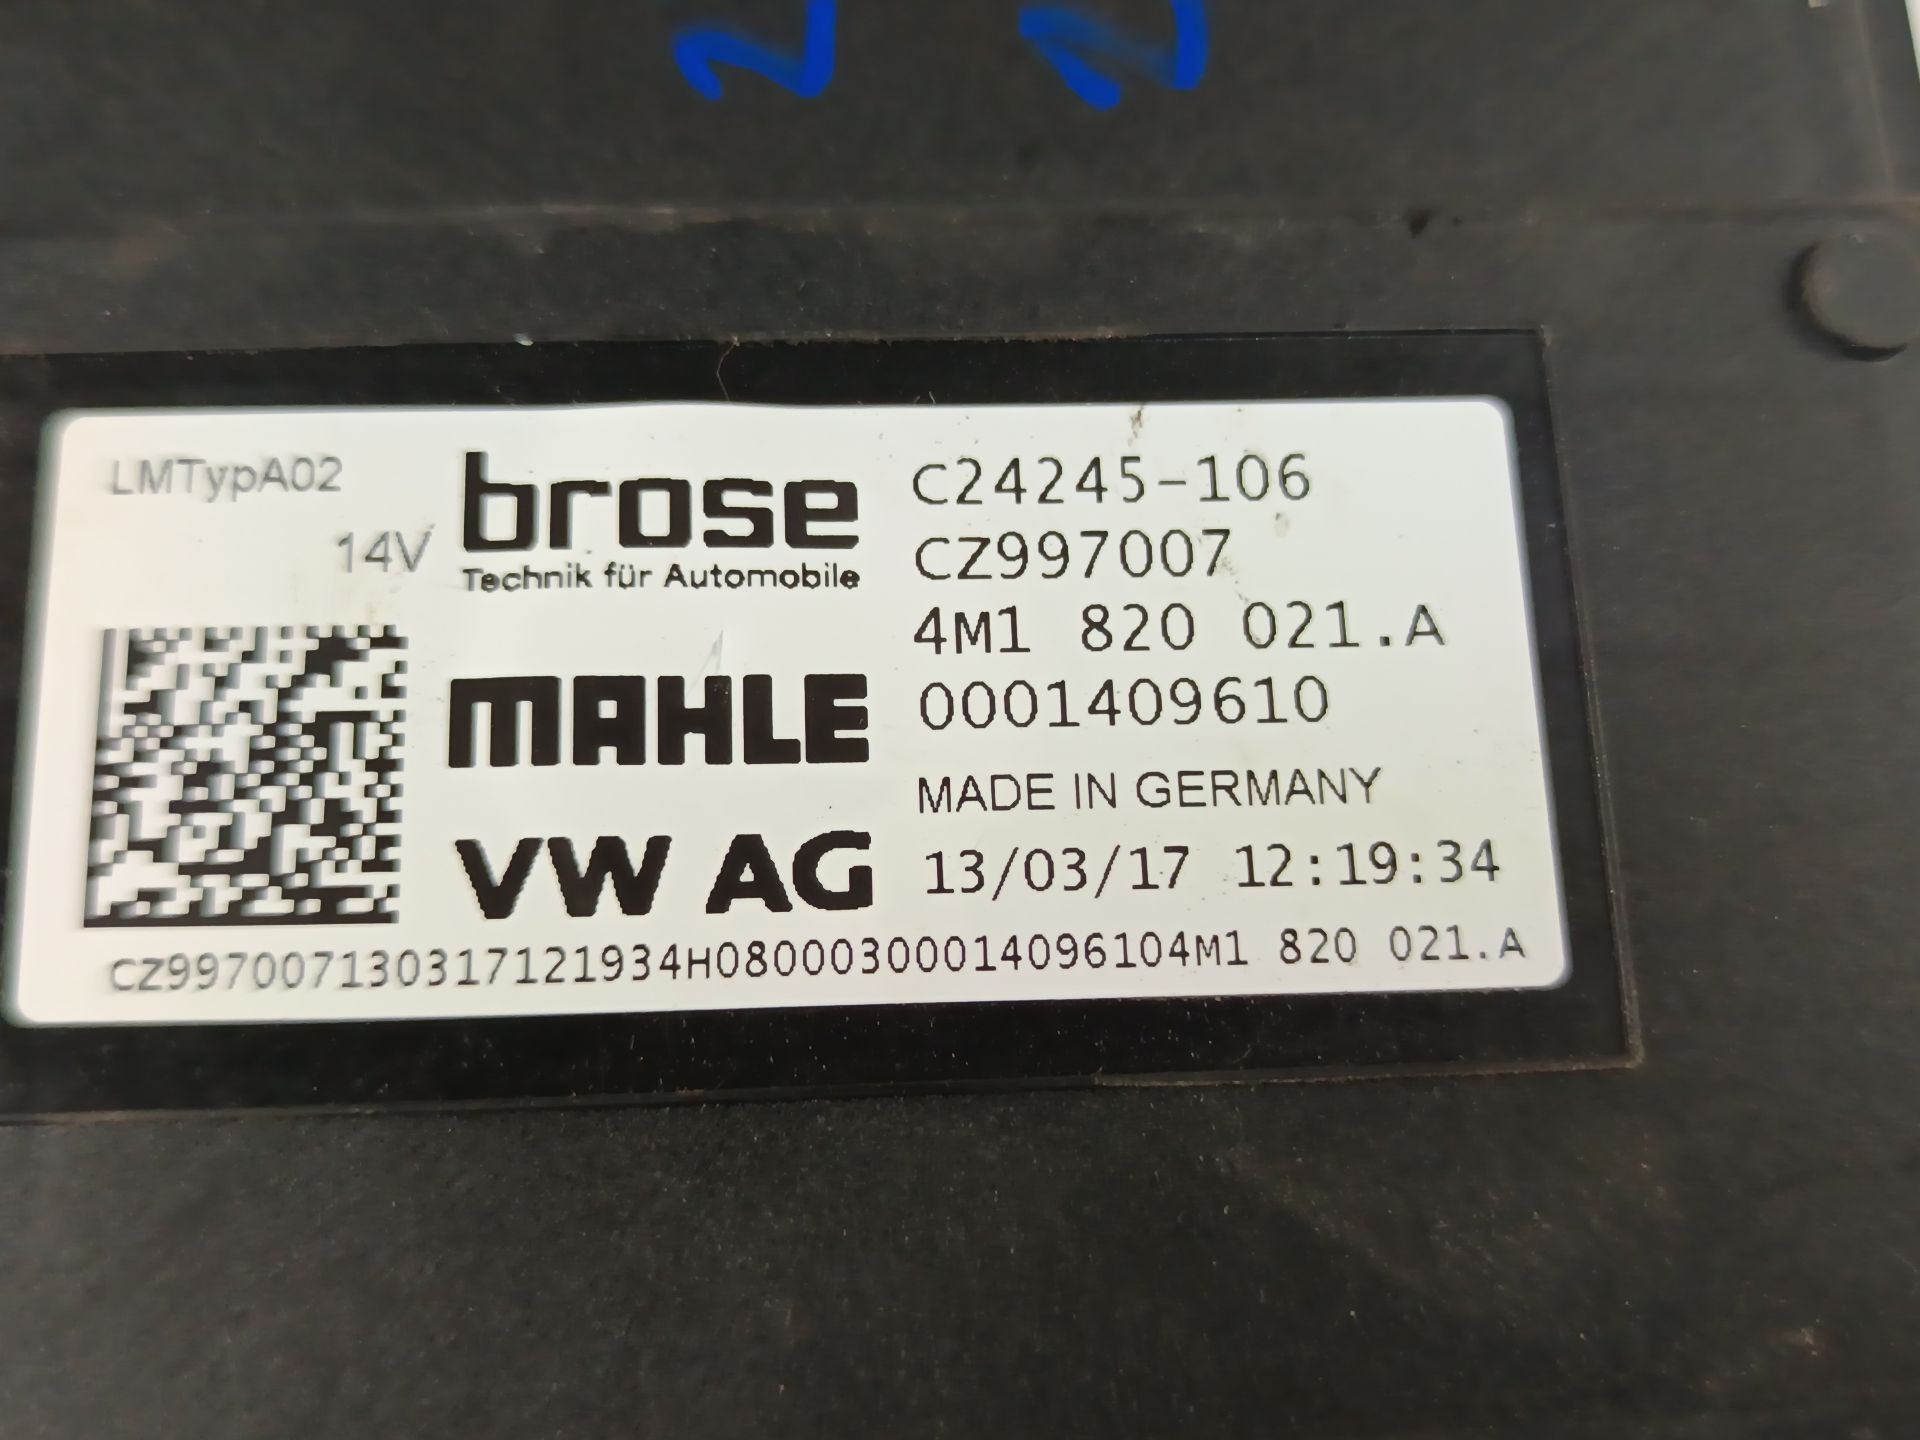 LMTypA02
14V
brose
Technik für Automobile
MAHLE
VW AG
C24245-106
CZ997007
4M1 820 021.A
0001409610
MADE IN GERMANY
13/03/17 12:19:34
CZ997007130317121934H08000300014096104M1 820 021.A